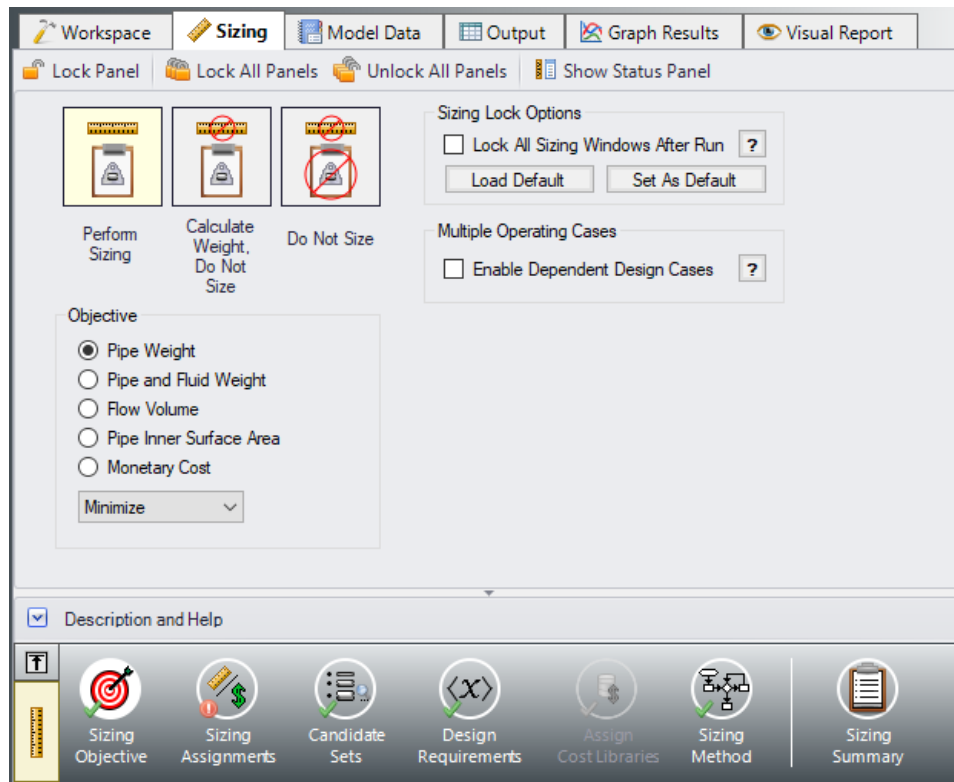 Workspace Sizing Model Data Output Graph Results Visual Report
Lock Panel Lock All Panels Unlock All Panels Show Status Panel
Perform
Sizing
Calculate
Weight,
Do Not
Size
Do Not Size
Sizing Lock Options
Lock All Sizing Windows After Run ?
Load Default Set As Default
Multiple Operating Cases
Enable Dependent Design Cases ?
Objective
Pipe Weight
Pipe and Fluid Weight
Flow Volume
Pipe Inner Surface Area
Monetary Cost
Minimize
Description and Help
Sizing
Objective
Sizing
Assignments
Candidate
Sets
⟨x⟩
Design
Requirements
Assign
Cost Libraries
Sizing
Method
Sizing
Summary